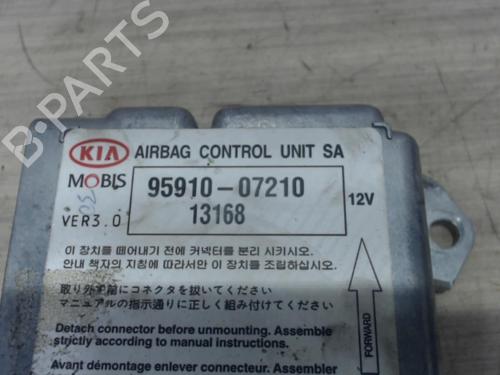 B-PARTS
KIA AIRBAG CONTROL UNIT SA
MOBIS 95910-07210
13168 12V
VER3.0
이 장치를 떼어내기 전에 커넥터를 분리 시키시오.
안내 책자의 지침에 따라서만 이 장치를 조립하십시오.
取り外す前にコネクタを抜いてください
マニュアルの指示通りに正しく組み付けてください
Detach connector before unmounting. Assemble
strictly according to manual instructions.
Avant démontage enlever connecteur. Assembler
FORWARD